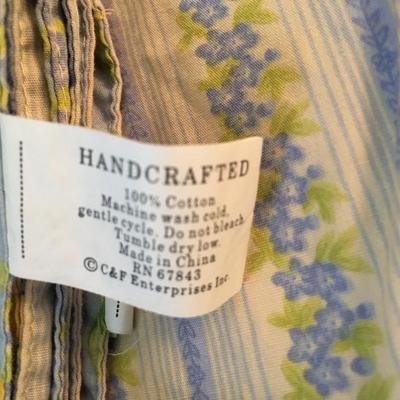 HANDCRAFTED
100% Cotton
Machine wash cold,
gentle cycle. Do not bleach.
Tumble dry low.
Made in China
RN 67843
© C&F Enterprises Inc.